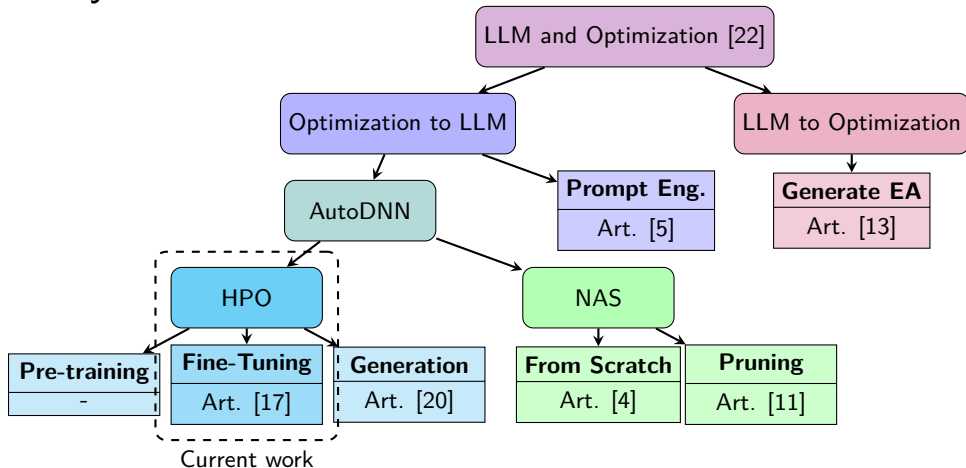 LLM and Optimization [22]
Optimization to LLM
LLM to Optimization
AutoDNN
Prompt Eng.
Art. [5]
Generate EA
Art. [13]
HPO
NAS
Pre-training
-
Fine-Tuning
Art. [17]
Generation
Art. [20]
From Scratch
Art. [4]
Pruning
Art. [11]
Current work